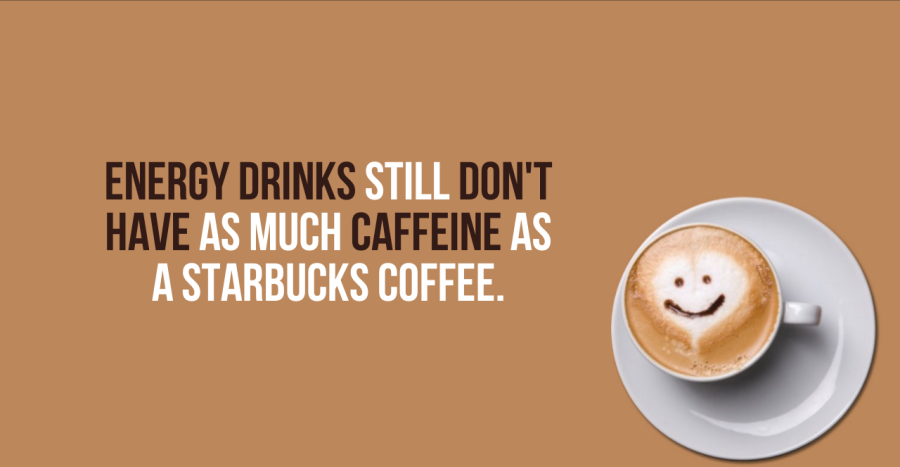 ENERGY DRINKS STILL DON'T
HAVE AS MUCH CAFFEINE AS
A STARBUCKS COFFEE.